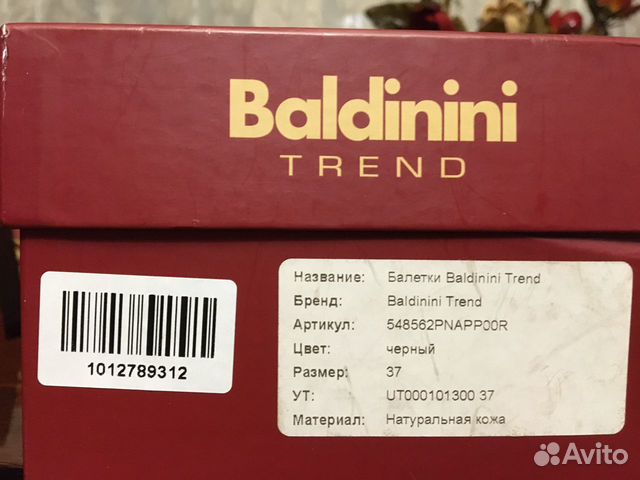 Baldinini
TREND
Название: Балетки Baldinini Trend
Бренд: Baldinini Trend
Артикул: 548562PNAPP00R
Цвет: черный
Размер: 37
УТ: UT000101300 37
Материал: Натуральная кожа
1012789312
Avito